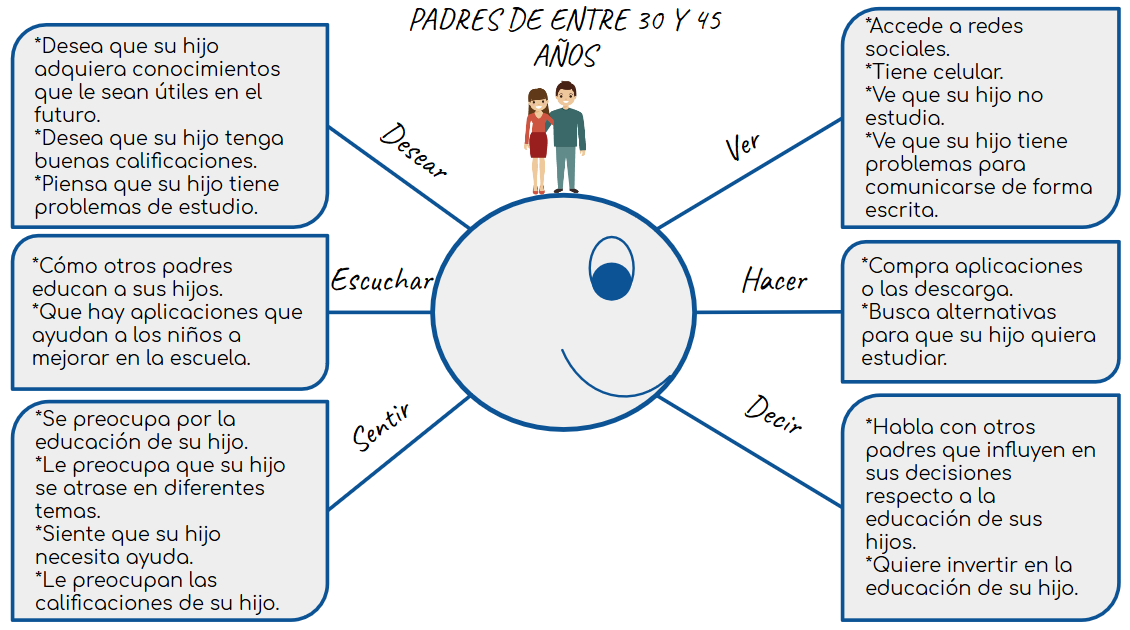 PADRES DE ENTRE 30 Y 45
AÑOS
*Desea que su hijo
adquiera conocimientos
que le sean útiles en el
futuro.
*Desea que su hijo tenga
buenas calificaciones.
*Piensa que su hijo tiene
problemas de estudio.
Desear
Ver
*Accede a redes
sociales.
*Tiene celular.
*Ve que su hijo no
estudia.
*Ve que su hijo tiene
problemas para
comunicarse de forma
escrita.
*Cómo otros padres
educan a sus hijos.
*Que hay aplicaciones que
ayudan a los niños a
mejorar en la escuela.
Escuchar
Hacer
*Compra aplicaciones
o las descarga.
*Busca alternativas
para que su hijo quiera
estudiar.
*Se preocupa por la
educación de su hijo.
*Le preocupa que su hijo
se atrase en diferentes
temas.
*Siente que su hijo
necesita ayuda.
*Le preocupan las
calificaciones de su hijo.
Sentir
Decir
*Habla con otros
padres que influyen en
sus decisiones
respecto a la
educación de sus
hijos.
*Quiere invertir en la
educación de su hijo.